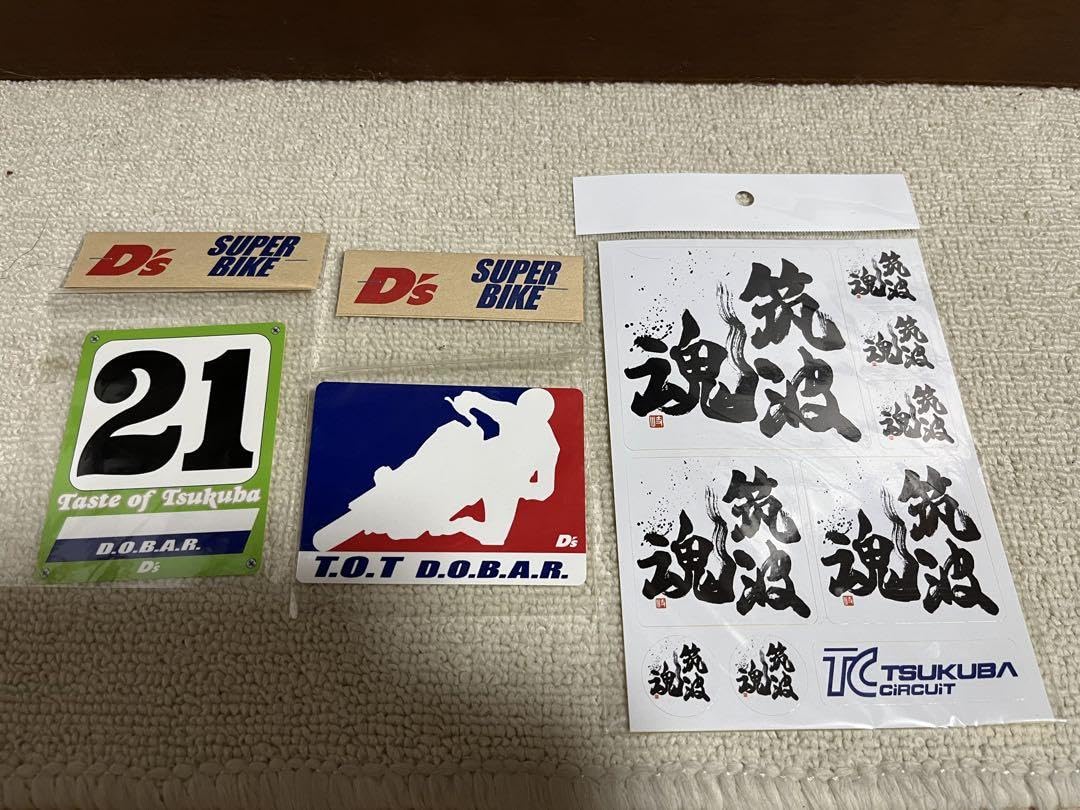 D's SUPER BIKE
D's SUPER BIKE
21
Taste of Tsukuba
D.O.B.A.R.
D's
D's
T.O.T D.O.B.A.R.
筑波魂
筑波魂
筑波魂
筑波魂
筑波魂
筑波魂
筑波魂
筑波魂
TC TSUKUBA CiRCUiT